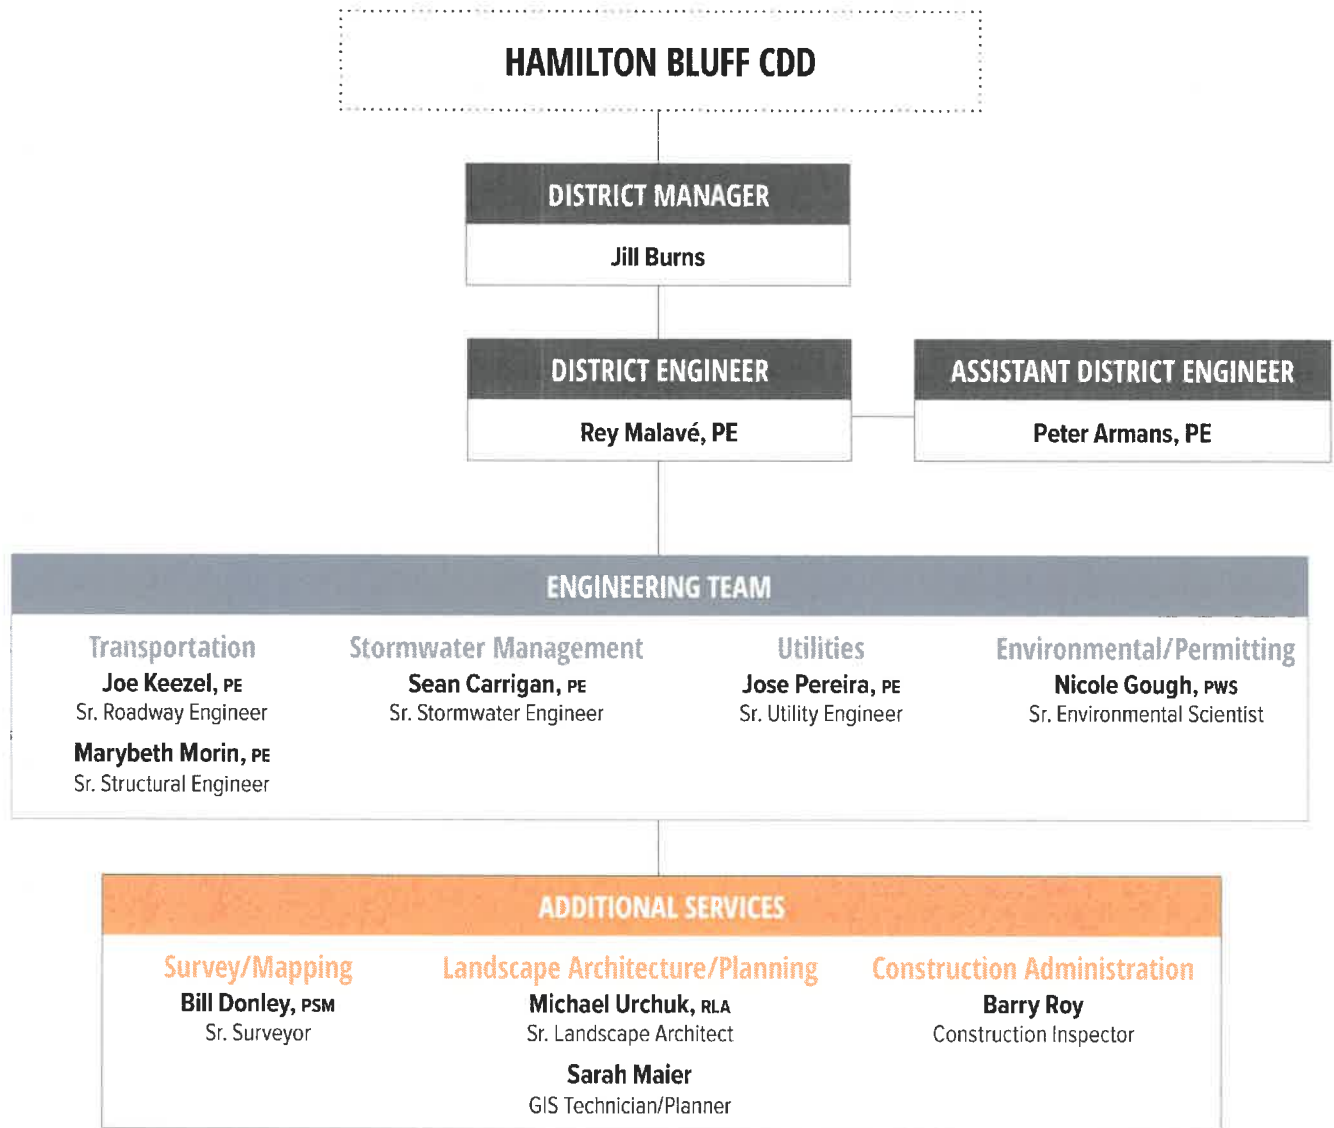 HAMILTON BLUFF CDD
DISTRICT MANAGER
Jill Burns
DISTRICT ENGINEER
Rey Malavé, PE
ASSISTANT DISTRICT ENGINEER
Peter Armans, PE
ENGINEERING TEAM
Transportation
Joe Keezel, PE
Sr. Roadway Engineer
Marybeth Morin, PE
Sr. Structural Engineer
Stormwater Management
Sean Carrigan, PE
Sr. Stormwater Engineer
Utilities
Jose Pereira, PE
Sr. Utility Engineer
Environmental/Permitting
Nicole Gough, PWS
Sr. Environmental Scientist
ADDITIONAL SERVICES
Survey/Mapping
Bill Donley, PSM
Sr. Surveyor
Landscape Architecture/Planning
Michael Urchuk, RLA
Sr. Landscape Architect
Sarah Maier
GIS Technician/Planner
Construction Administration
Barry Roy
Construction Inspector